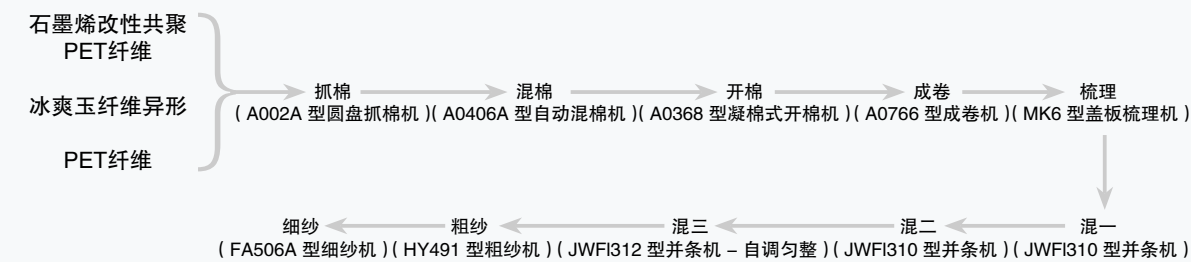 石墨烯改性共聚
PET纤维
冰爽玉纤维异形
PET纤维
抓棉 混棉 开棉 成卷 梳理
( A002A 型圆盘抓棉机 )( A0406A 型自动混棉机 )( A0368 型凝棉式开棉机 )( A0766 型成卷机 )( MK6 型盖板梳理机 )
细纱 粗纱 混三 混二 混一
( FA506A 型细纱机 )( HY491 型粗纱机 )( JWFI312 型并条机 – 自调匀整 )( JWFI310 型并条机 )( JWFI310 型并条机 )